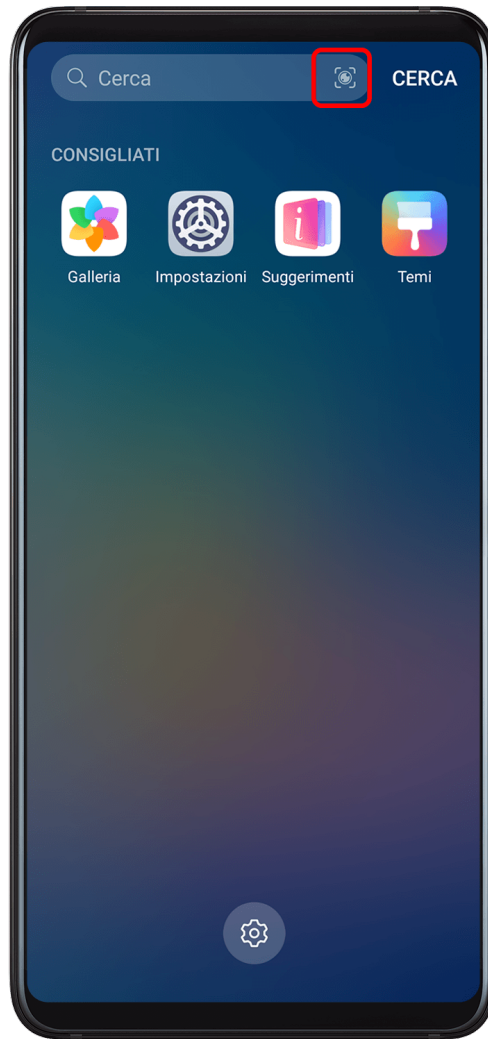 Cerca
CERCA
CONSIGLIATI
Galleria
Impostazioni
Suggerimenti
Temi